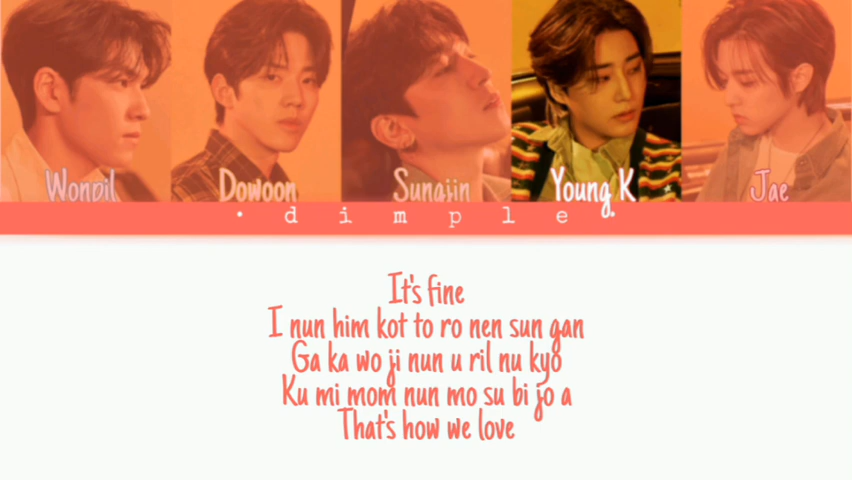 Wonpil Dowoon Sungjin Young K Jae
• d i m p l e •
It's fine
I nun him kot to ro nen sun gan
Ga ka wo ji nun u ril nu kyo
Ku mi mom nun mo su bi jo a
That's how we love